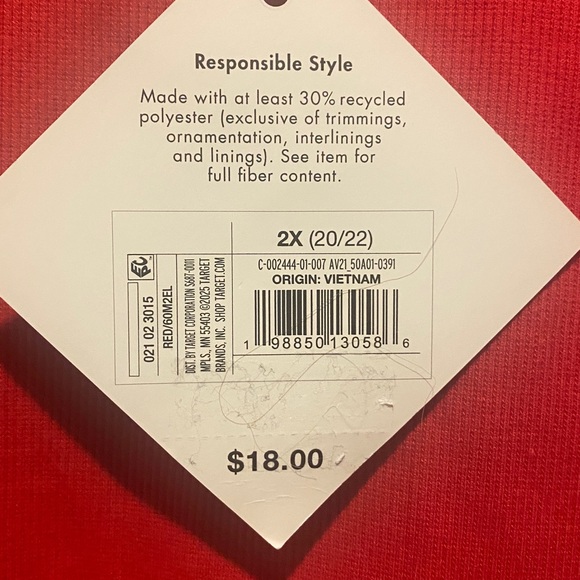 Responsible Style
Made with at least 30% recycled
polyester (exclusive of trimmings,
ornamentation, interlinings
and linings). See item for
full fiber content.
2X (20/22)
C-002444-01-007 AV21_50A01-0391
ORIGIN: VIETNAM
1 98850 13058 6
021 02 3015
RED/60M2EL
DIST. BY TARGET CORPORATION S687-0011
MPLS, MN 55403 ©2025 TARGET
BRANDS, INC. SHOP TARGET.COM
$18.00